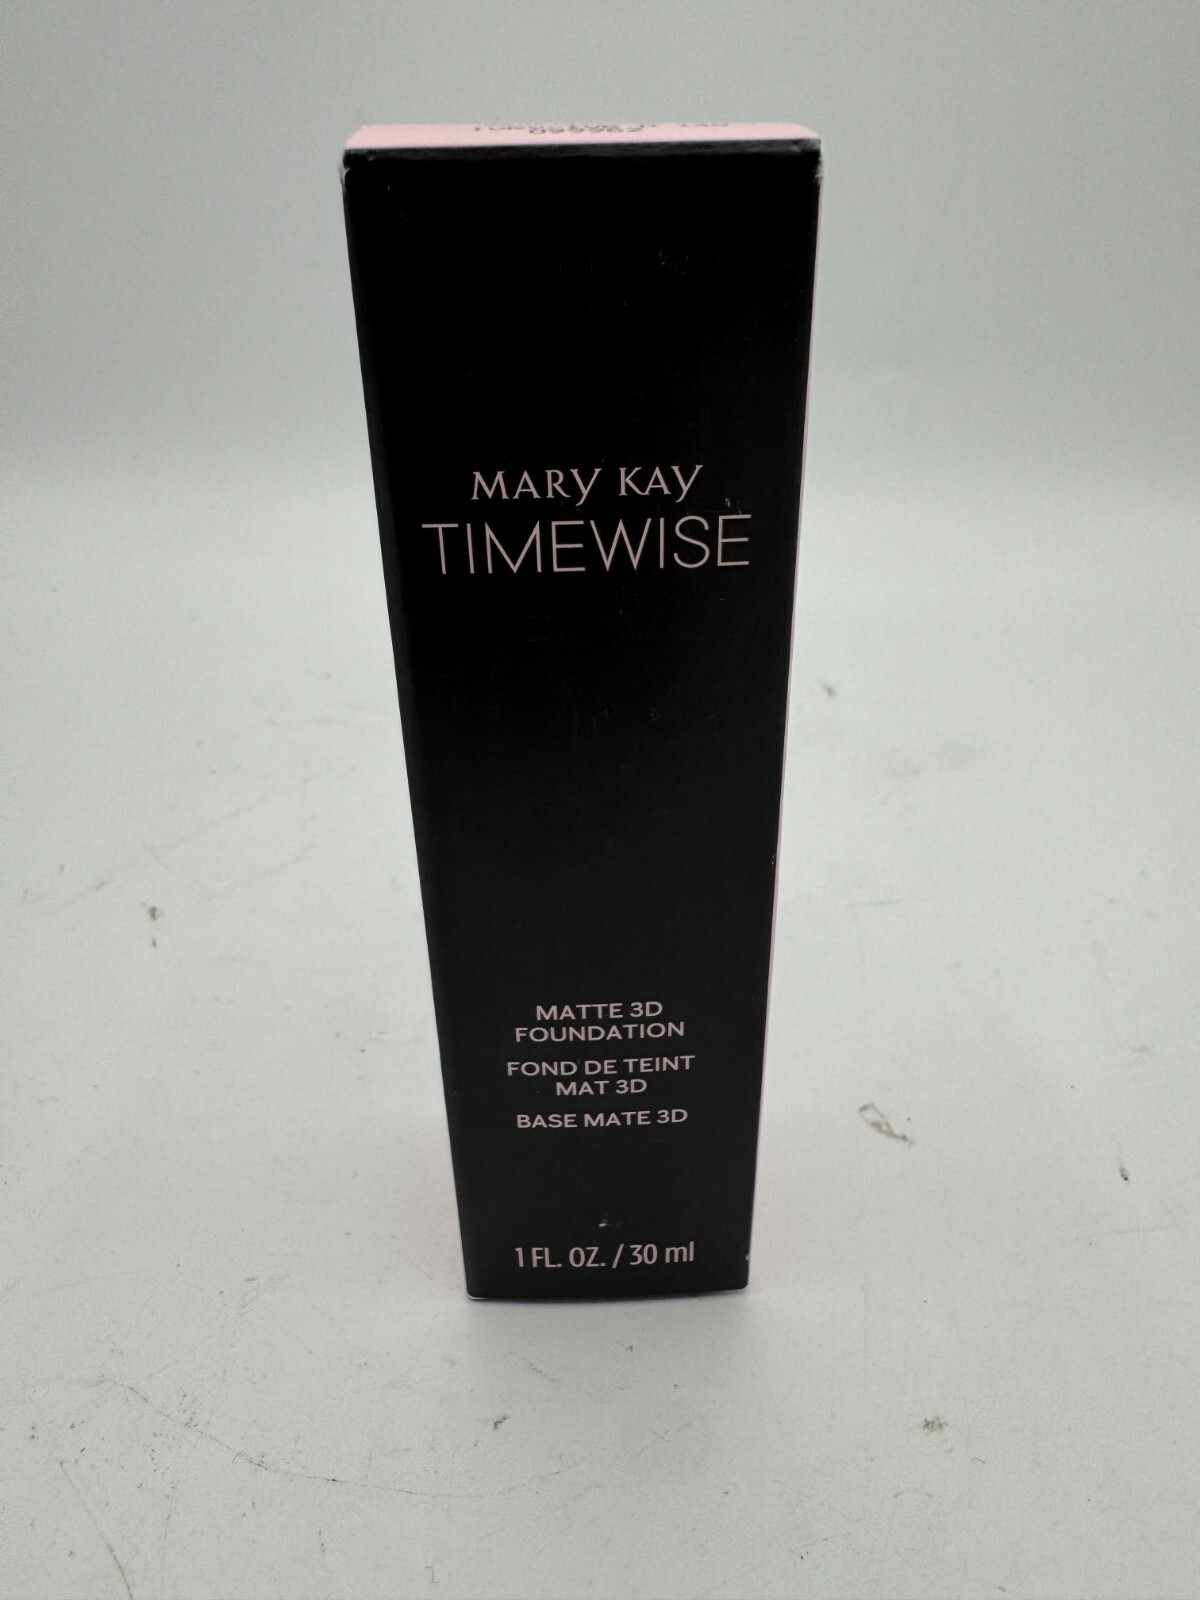 MARY KAY
TIMEWISE
MATTE 3D
FOUNDATION
FOND DE TEINT
MAT 3D
BASE MATE 3D
1 FL. OZ. / 30 ml